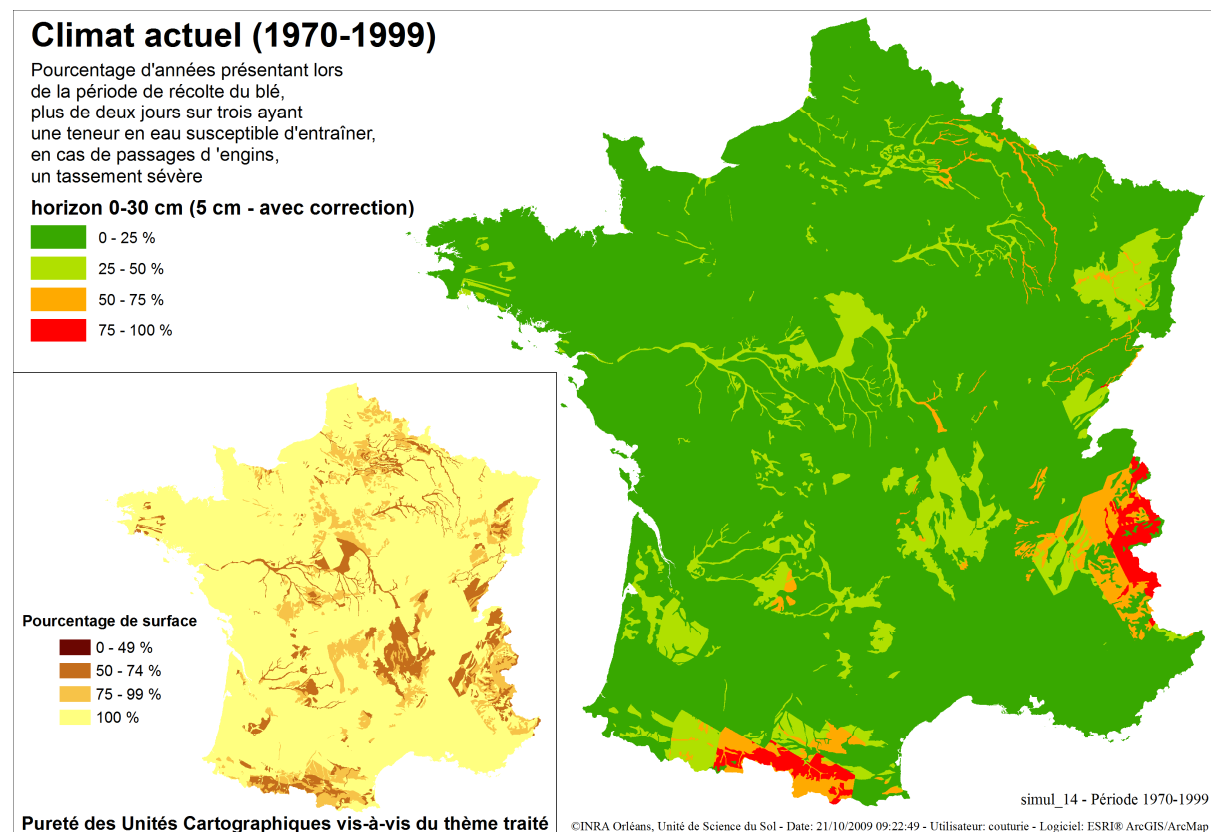 Climat actuel (1970-1999)
Pourcentage d'années présentant lors
de la période de récolte du blé,
plus de deux jours sur trois ayant
une teneur en eau susceptible d'entraîner,
en cas de passages d 'engins,
un tassement sévère
horizon 0-30 cm (5 cm - avec correction)
0 - 25 %
25 - 50 %
50 - 75 %
75 - 100 %
Pourcentage de surface
0 - 49 %
50 - 74 %
75 - 99 %
100 %
Pureté des Unités Cartographiques vis-à-vis du thème traité
simul_14 - Période 1970-1999
©INRA Orléans, Unité de Science du Sol - Date: 21/10/2009 09:22:49 - Utilisateur: couturie - Logiciel: ESRI® ArcGIS/ArcMap